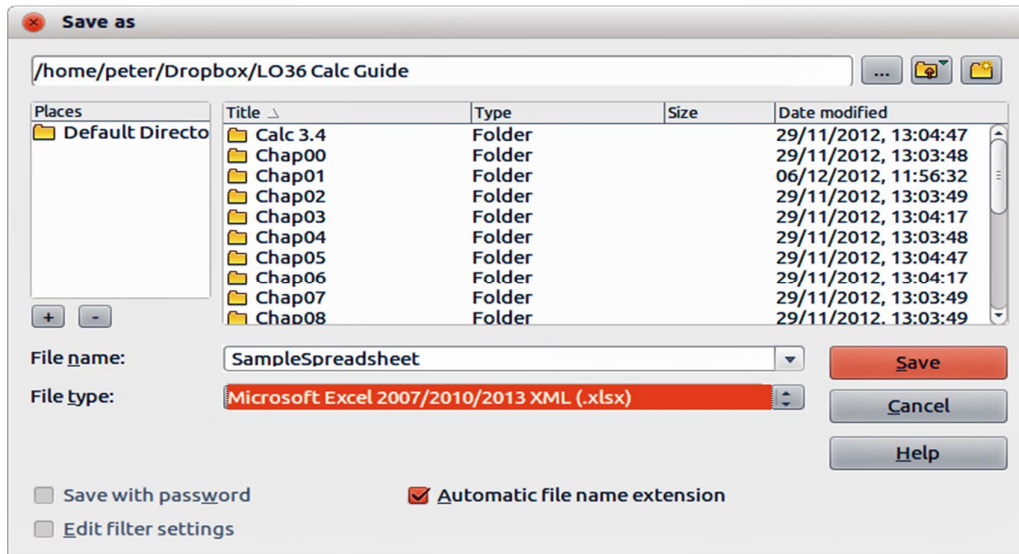 Save as
/home/peter/Dropbox/LO36 Calc Guide
...
Places
Default Directo
+ -
Title Type Size Date modified
Calc 3.4 Folder 29/11/2012, 13:04:47
Chap00 Folder 29/11/2012, 13:03:48
Chap01 Folder 06/12/2012, 11:56:32
Chap02 Folder 29/11/2012, 13:03:49
Chap03 Folder 29/11/2012, 13:04:17
Chap04 Folder 29/11/2012, 13:03:48
Chap05 Folder 29/11/2012, 13:04:47
Chap06 Folder 29/11/2012, 13:04:17
Chap07 Folder 29/11/2012, 13:03:49
Chap08 Folder 29/11/2012, 13:03:49
File name: SampleSpreadsheet
Save
File type: Microsoft Excel 2007/2010/2013 XML (.xlsx)
Cancel
Help
Save with password
Automatic file name extension
Edit filter settings